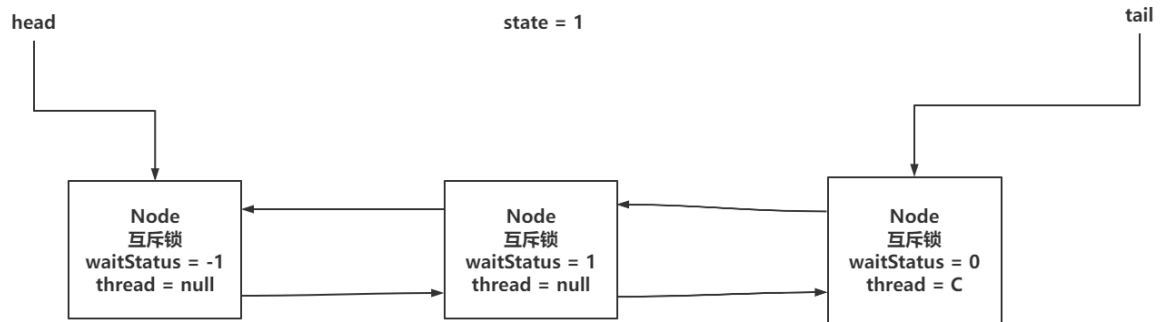 head
state = 1
tail
Node
互斥锁
waitStatus = -1
thread = null
Node
互斥锁
waitStatus = 1
thread = null
Node
互斥锁
waitStatus = 0
thread = C